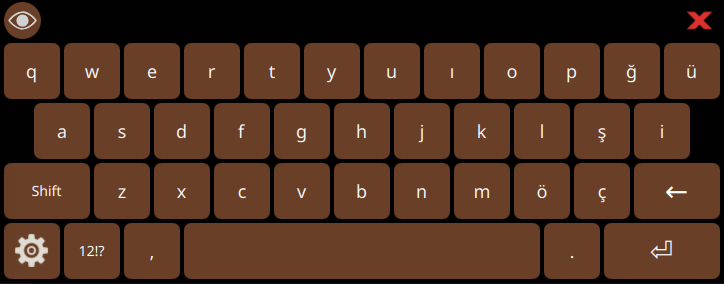 q w e r t y u ı o p ğ ü
a s d f g h j k l ş i
Shift z x c v b n m ö ç ←
12!? , . ⏎